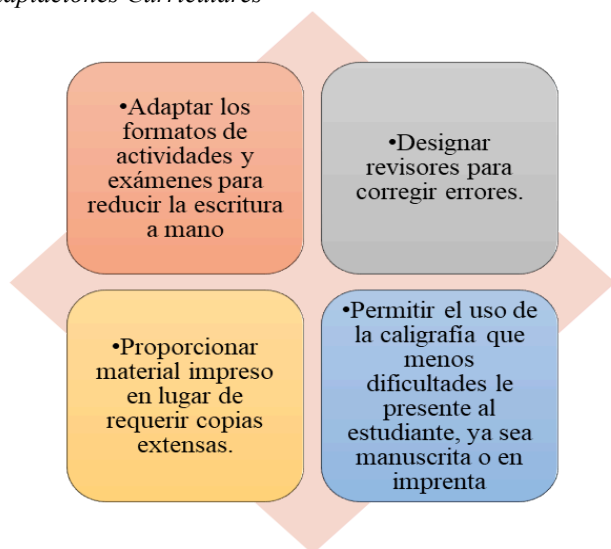 •Adaptar los
formatos de
actividades y
exámenes para
reducir la escritura
a mano
•Designar
revisores para
corregir errores.
•Proporcionar
material impreso
en lugar de
requerir copias
extensas.
•Permitir el uso de
la caligrafía que
menos
dificultades le
presente al
estudiante, ya sea
manuscrita o en
imprenta